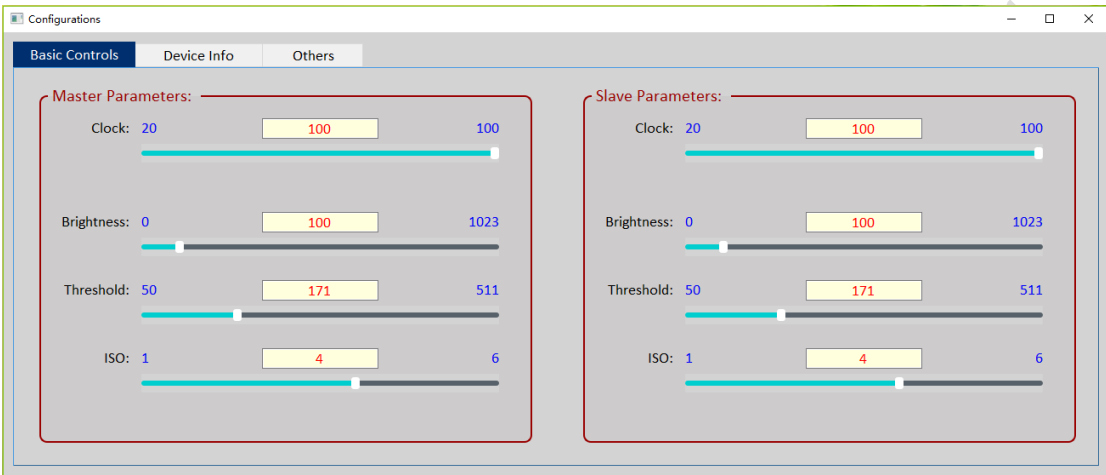 Configurations
Basic Controls Device Info Others
Master Parameters:
Clock: 20 100 100
Brightness: 0 100 1023
Threshold: 50 171 511
ISO: 1 4 6
Slave Parameters:
Clock: 20 100 100
Brightness: 0 100 1023
Threshold: 50 171 511
ISO: 1 4 6